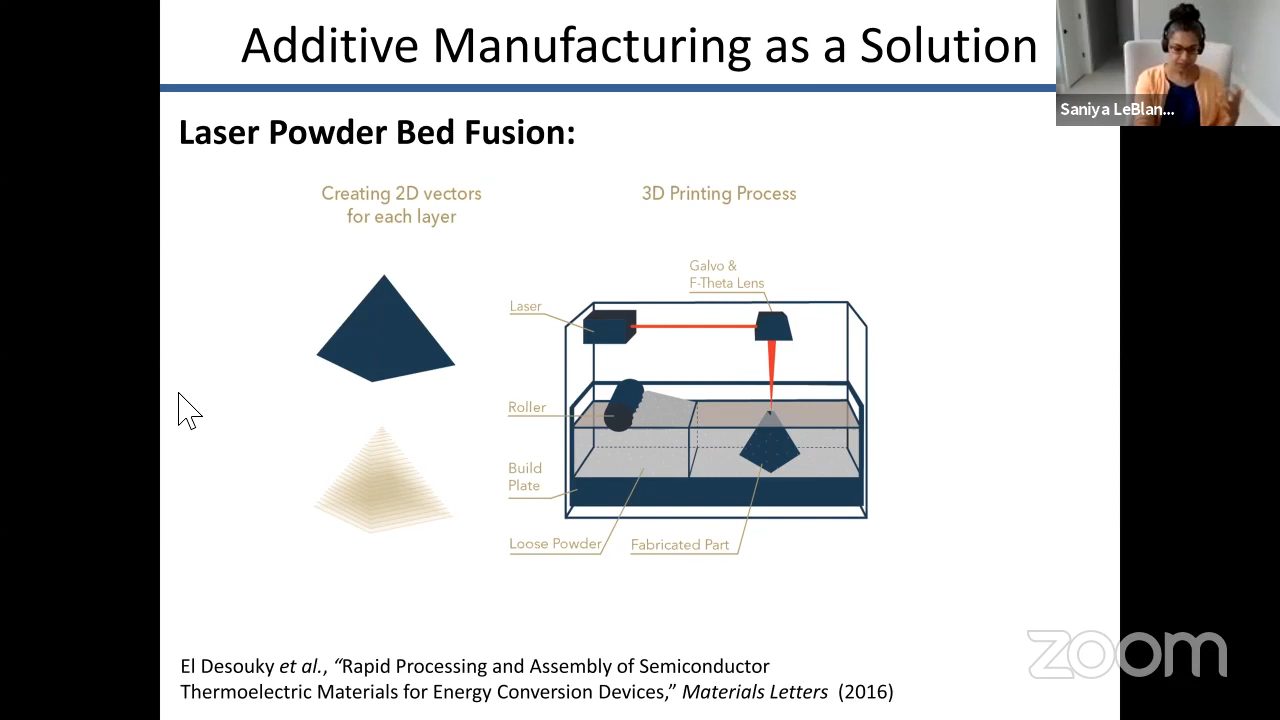 Additive Manufacturing as a Solution
Saniya LeBlan...
Laser Powder Bed Fusion:
Creating 2D vectors
for each layer
3D Printing Process
Galvo &
F-Theta Lens
Laser
Roller
Build
Plate
Loose Powder
Fabricated Part
El Desouky et al., “Rapid Processing and Assembly of Semiconductor
Thermoelectric Materials for Energy Conversion Devices,” Materials Letters (2016)
zoom